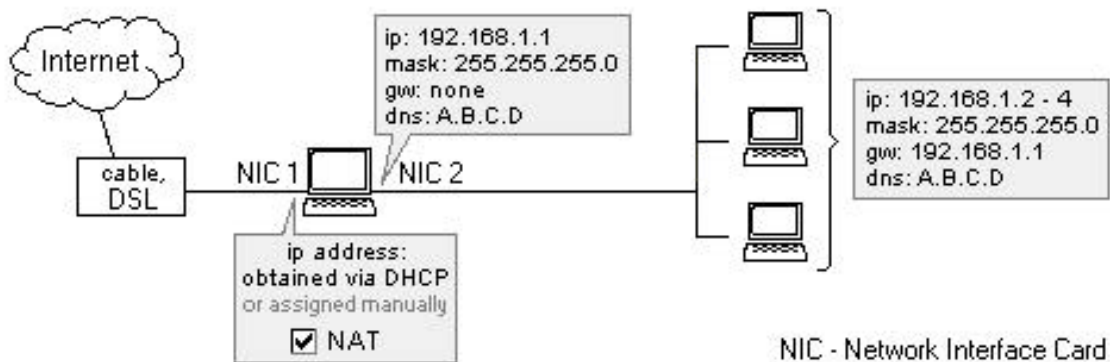 Internet
cable,
DSL
NIC 1
NIC 2
ip: 192.168.1.1
mask: 255.255.255.0
gw: none
dns: A.B.C.D
ip address:
obtained via DHCP
or assigned manually
NAT
ip: 192.168.1.2 - 4
mask: 255.255.255.0
gw: 192.168.1.1
dns: A.B.C.D
NIC - Network Interface Card